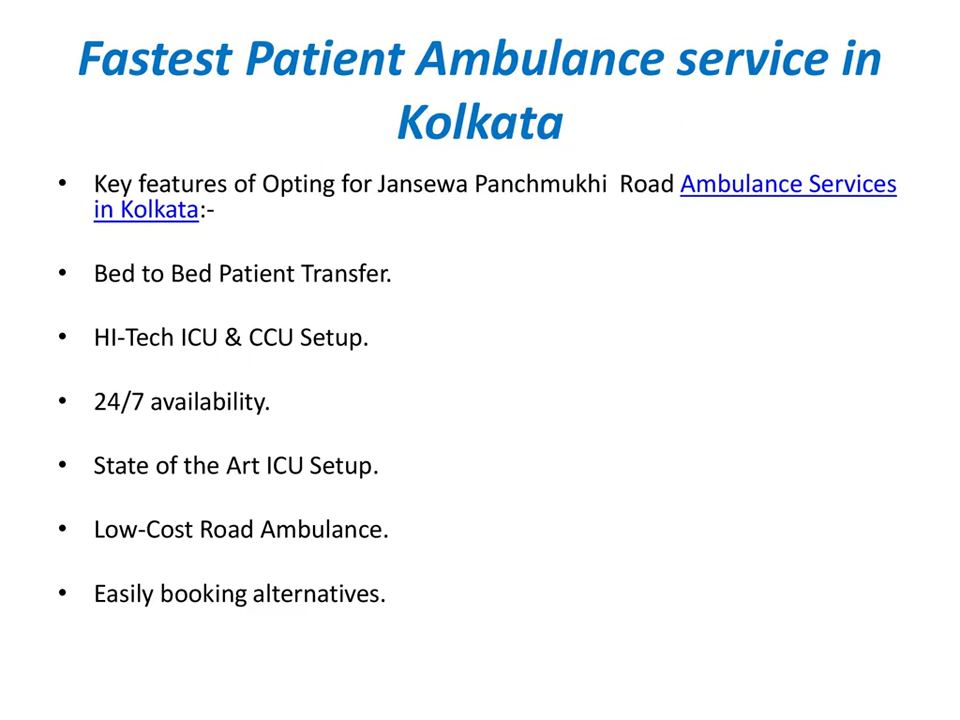 Fastest Patient Ambulance service in
Kolkata
• Key features of Opting for Jansewa Panchmukhi  Road Ambulance Services
in Kolkata:-
• Bed to Bed Patient Transfer.
• HI-Tech ICU & CCU Setup.
• 24/7 availability.
• State of the Art ICU Setup.
• Low-Cost Road Ambulance.
• Easily booking alternatives.